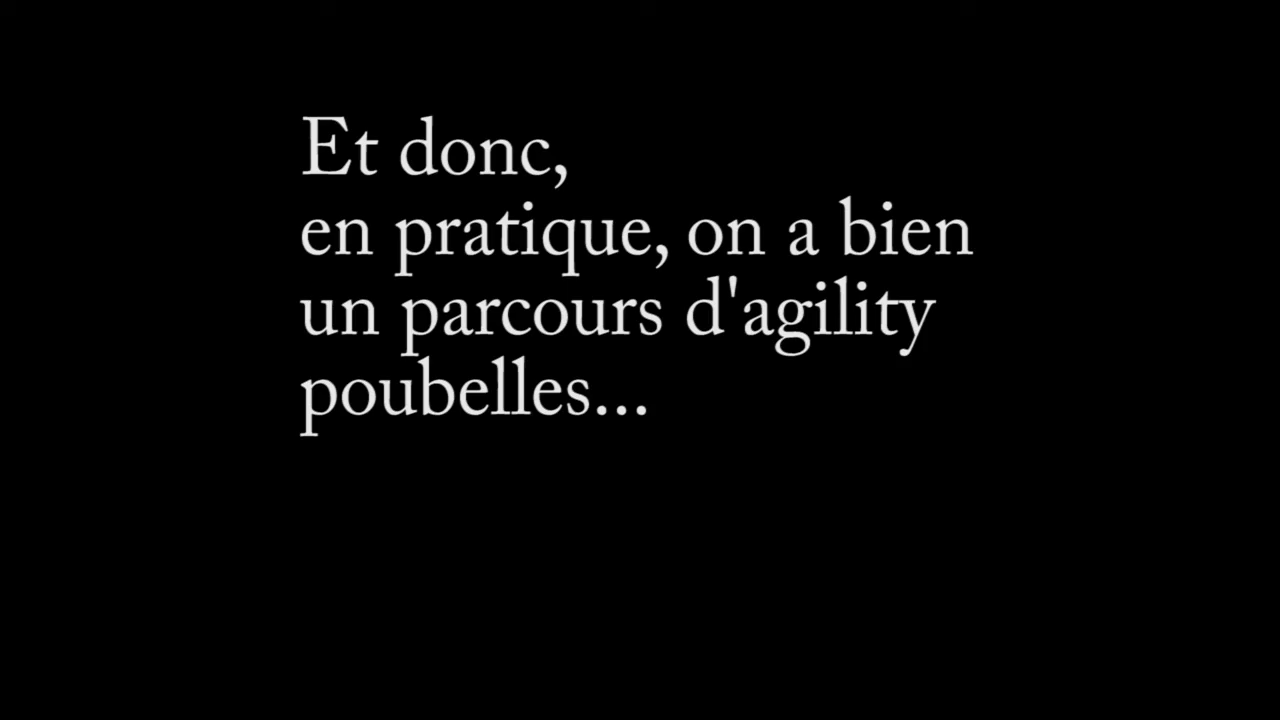 Et donc,
en pratique, on a bien
un parcours d'agility
poubelles...